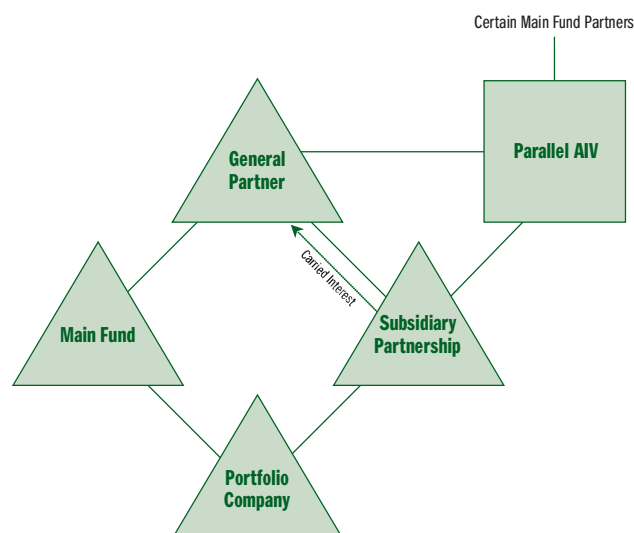 Certain Main Fund Partners
General
Partner
Parallel AIV
Carried Interest
Main Fund
Subsidiary
Partnership
Portfolio
Company